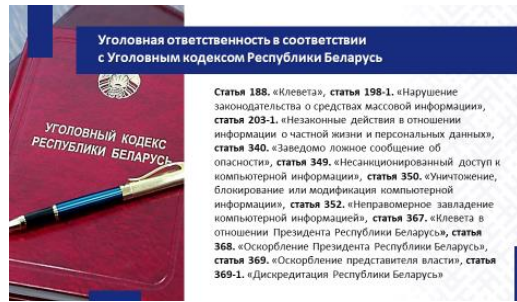 Уголовная ответственность в соответствии
с Уголовным кодексом Республики Беларусь
УГОЛОВНЫЙ КОДЕКС
РЕСПУБЛИКИ БЕЛАРУСЬ
Статья 188. «Клевета», статья 198-1. «Нарушение
законодательства о средствах массовой информации»,
статья 203-1. «Незаконные действия в отношении
информации о частной жизни и персональных данных»,
статья 340. «Заведомо ложное сообщение об
опасности», статья 349. «Несанкционированный доступ к
компьютерной информации», статья 350. «Уничтожение,
блокирование или модификация компьютерной
информации», статья 352. «Неправомерное завладение
компьютерной информацией», статья 367. «Клевета в
отношении Президента Республики Беларусь», статья
368. «Оскорбление Президента Республики Беларусь»,
статья 369. «Оскорбление представителя власти», статья
369-1. «Дискредитация Республики Беларусь»